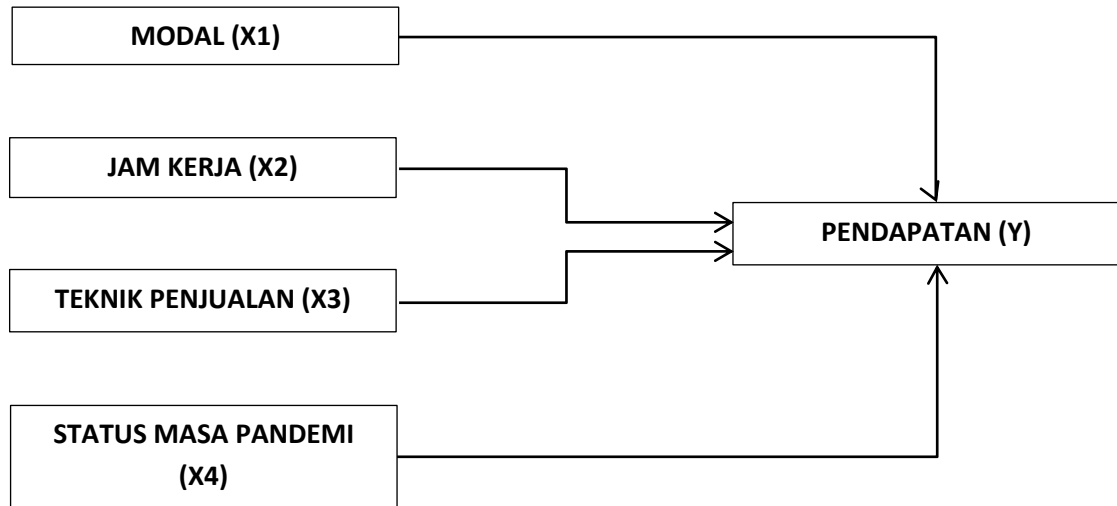 MODAL (X1)
JAM KERJA (X2)
PENDAPATAN (Y)
TEKNIK PENJUALAN (X3)
STATUS MASA PANDEMI
(X4)